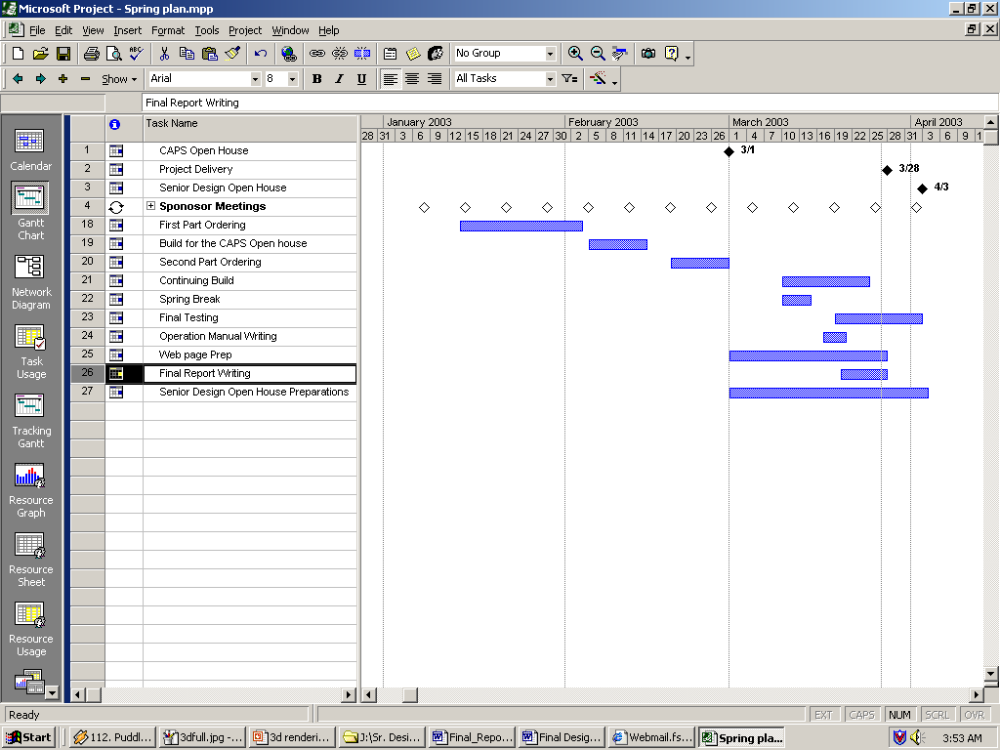 Microsoft Project - Spring plan.mpp
File Edit View Insert Format Tools Project Window Help
No Group
Show Arial 8 B I U All Tasks
Final Report Writing
Task Name
January 2003 February 2003 March 2003 April 2003
28 31 3 6 9 12 15 18 21 24 27 30 2 5 8 11 14 17 20 23 26 1 4 7 10 13 16 19 22 25 28 31 3 6 9 1
1 CAPS Open House 3/1
2 Project Delivery 3/28
3 Senior Design Open House 4/3
4 Sponosor Meetings
18 First Part Ordering
19 Build for the CAPS Open house
20 Second Part Ordering
21 Continuing Build
22 Spring Break
23 Final Testing
24 Operation Manual Writing
25 Web page Prep
26 Final Report Writing
27 Senior Design Open House Preparations
Calendar
Gantt
Chart
Network
Diagram
Task
Usage
Tracking
Gantt
Resource
Graph
Resource
Sheet
Resource
Usage
Ready EXT CAPS NUM SCRL OVR
Start 112. Puddl... 3dfull.jpg -... 3d renderi... J:\Sr. Desi... Final_Repo... Final Desig... Webmail.fs... Spring pla... 3:53 AM